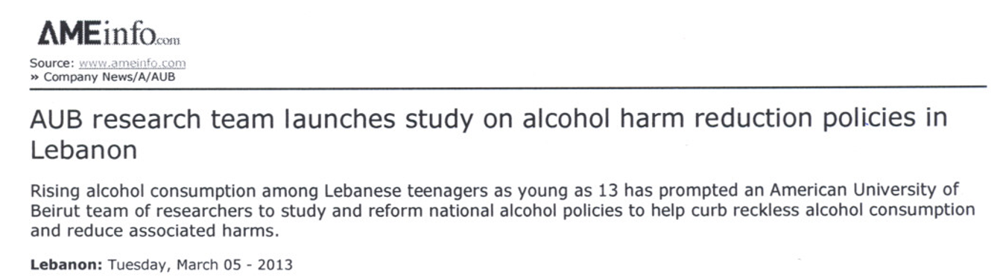 AMEinfo.com
Source: www.ameinfo.com
» Company News/A/AUB
AUB research team launches study on alcohol harm reduction policies in
Lebanon
Rising alcohol consumption among Lebanese teenagers as young as 13 has prompted an American University of
Beirut team of researchers to study and reform national alcohol policies to help curb reckless alcohol consumption
and reduce associated harms.
Lebanon: Tuesday, March 05 - 2013